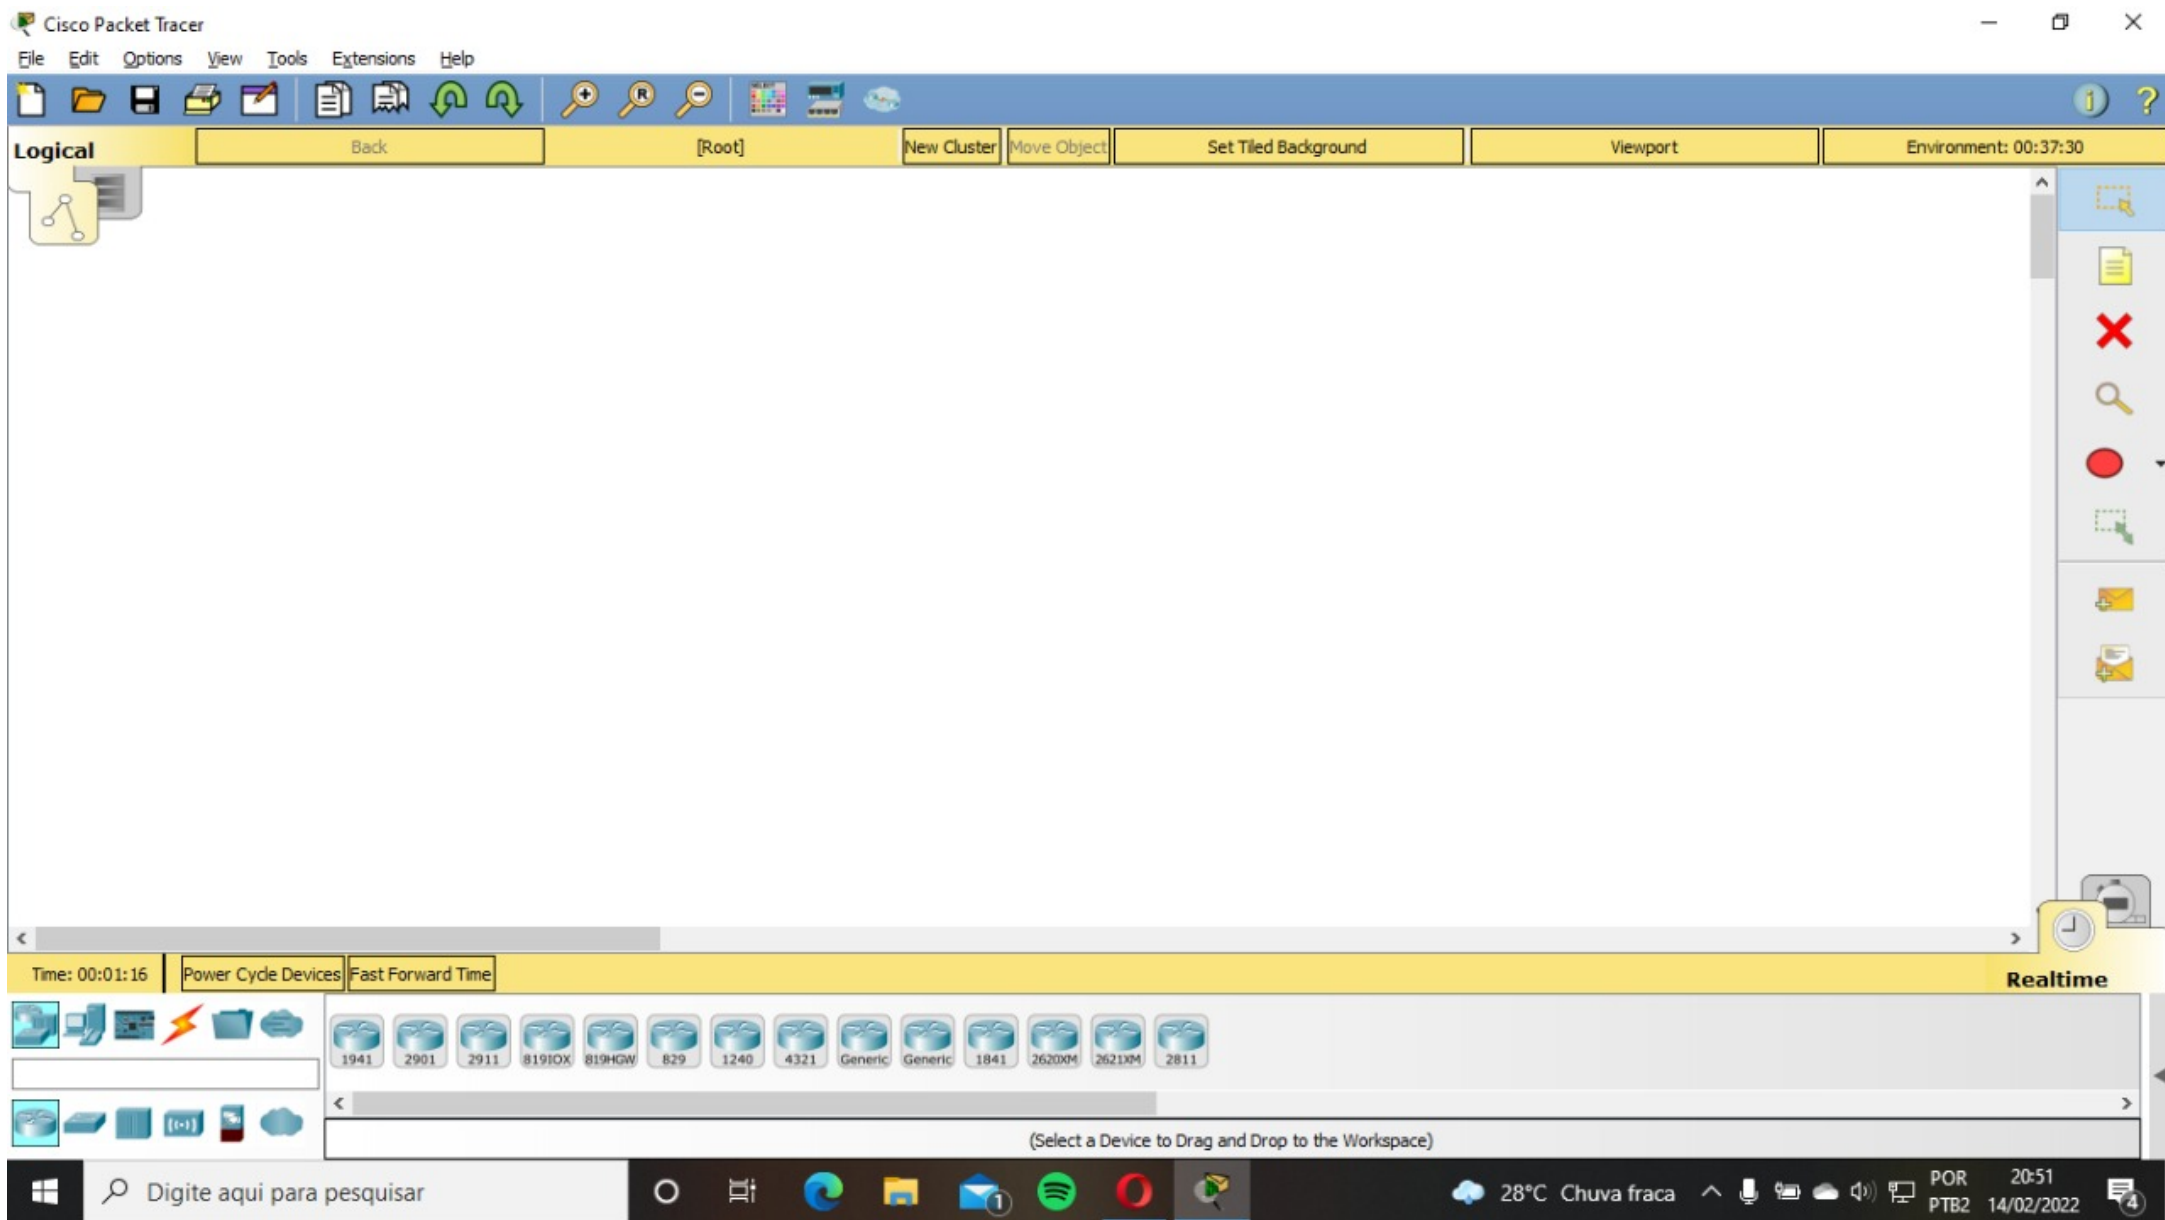 Cisco Packet Tracer
File Edit Options View Tools Extensions Help
Logical Back [Root] New Cluster Move Object Set Tiled Background Viewport Environment: 00:37:30
Time: 00:01:16 Power Cycle Devices Fast Forward Time Realtime
1941 2901 2911 819IOX 819HGW 829 1240 4321 Generic Generic 1841 2620XM 2621XM 2811
(Select a Device to Drag and Drop to the Workspace)
Digite aqui para pesquisar 1 28°C Chuva fraca POR 20:51 4
PTB2 14/02/2022